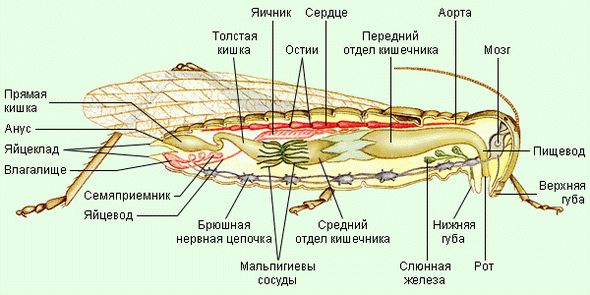 Яичник
Сердце
Толстая
кишка
Остии
Передний
отдел кишечника
Аорта
Мозг
Прямая
кишка
Анус
Яйцеклад
Влагалище
Семяприемник
Яйцевод
Брюшная
нервная цепочка
Мальпигиевы
сосуды
Средний
отдел кишечника
Слюнная
железа
Нижняя
губа
Рот
Верхняя
губа
Пищевод